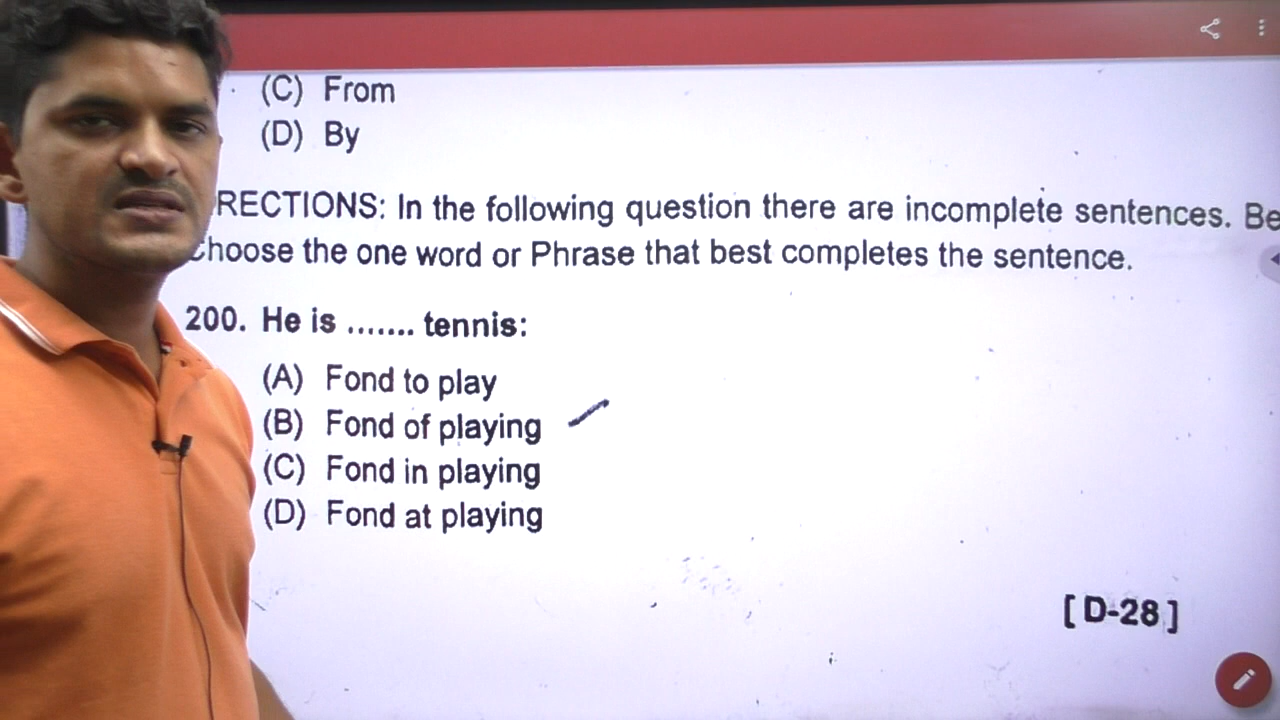 (C) From
(D) By
RECTIONS: In the following question there are incomplete sentences. Be
Choose the one word or Phrase that best completes the sentence.
200. He is ....... tennis:
(A) Fond to play
(B) Fond of playing
(C) Fond in playing
(D) Fond at playing
[ D-28 ]